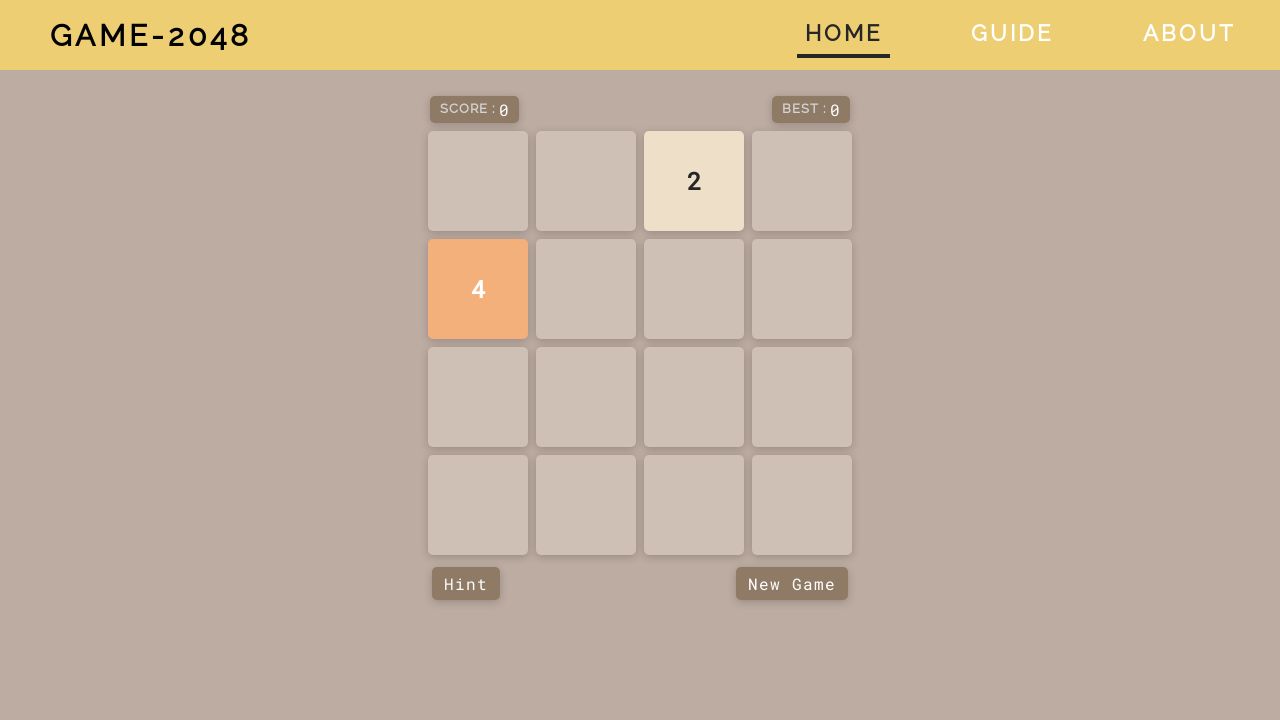 GAME-2048
HOME GUIDE ABOUT
SCORE : 0
BEST : 0
2
4
Hint
New Game